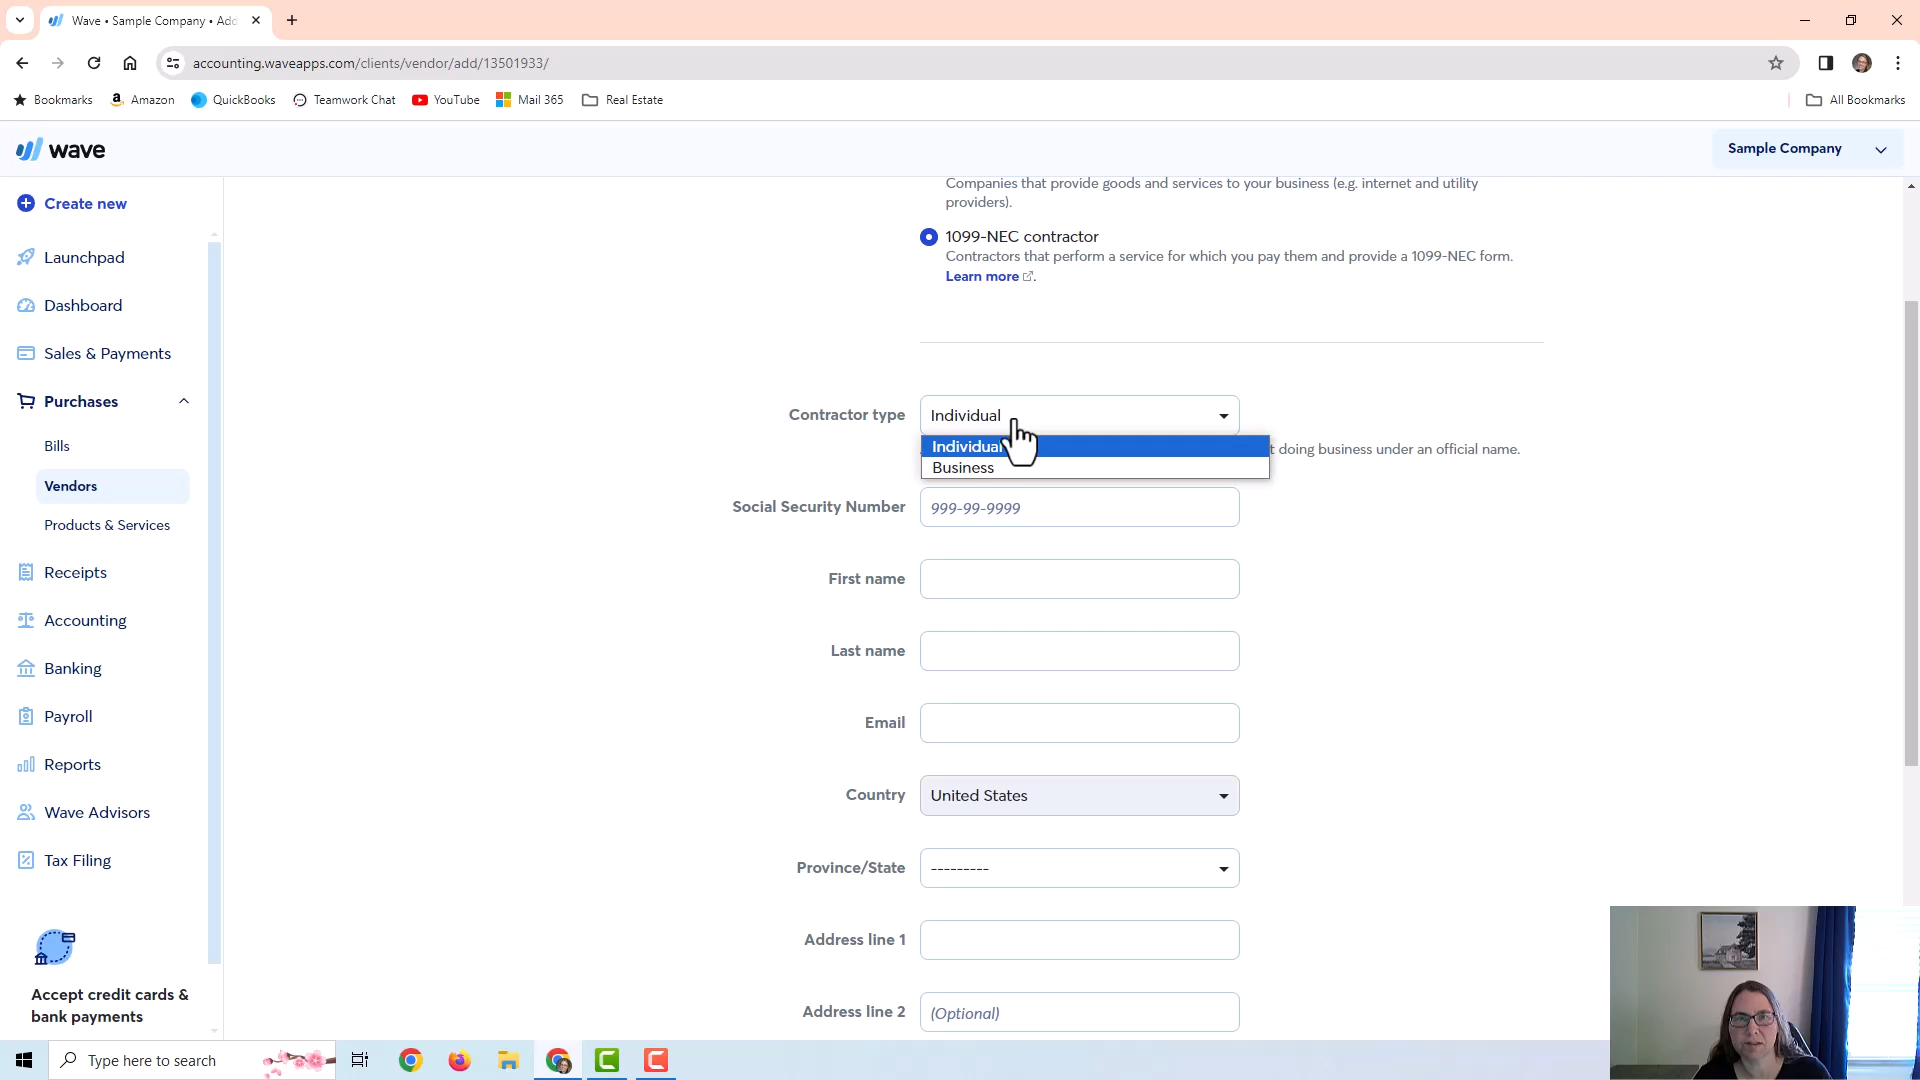 Wave • Sample Company • Add
accounting.waveapps.com/clients/vendor/add/13501933/
Bookmarks
Amazon
QuickBooks
Teamwork Chat
YouTube
Mail 365
Real Estate
All Bookmarks
wave
Sample Company
Create new
Launchpad
Dashboard
Sales & Payments
Purchases
Bills
Vendors
Products & Services
Receipts
Accounting
Banking
Payroll
Reports
Wave Advisors
Tax Filing
Accept credit cards &
bank payments
Companies that provide goods and services to your business (e.g. internet and utility
providers).
1099-NEC contractor
Contractors that perform a service for which you pay them and provide a 1099-NEC form.
Learn more.
Contractor type
Individual
Individual
Business
t doing business under an official name.
Social Security Number
999-99-9999
First name
Last name
Email
Country
United States
Province/State
---------
Address line 1
Address line 2
(Optional)
Type here to search